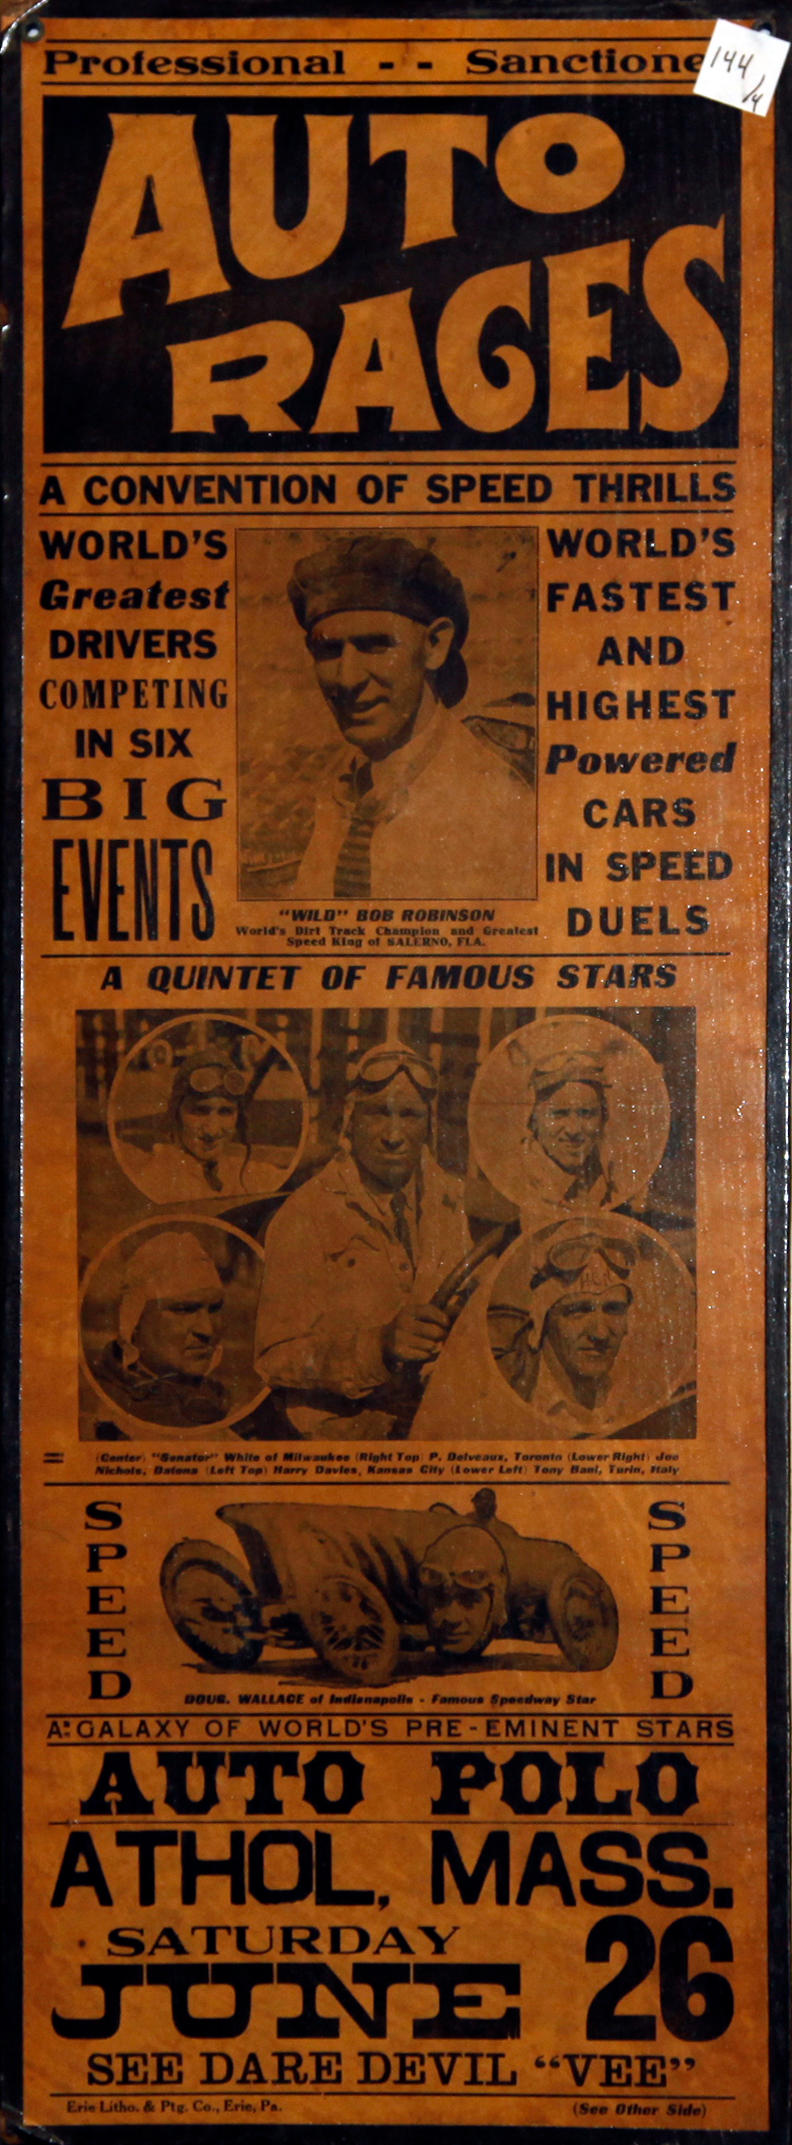 Professional - - Sanctione
144/4
AUTO
RACES
A CONVENTION OF SPEED THRILLS
WORLD'S
Greatest
DRIVERS
COMPETING
IN SIX
BIG
EVENTS
"WILD" BOB ROBINSON
World's Dirt Track Champion and Greatest
Speed King of SALERNO, FLA.
WORLD'S
FASTEST
AND
HIGHEST
Powered
CARS
IN SPEED
DUELS
A QUINTET OF FAMOUS STARS
(Center) "Senator" White of Milwaukee (Right Top) P. Delveaux, Toronto (Lower Right) Joe
Nichols, Datona (Left Top) Harry Davies, Kansas City (Lower Left) Tony Bani, Turin, Italy
SPEED
SPEED
DOUG. WALLACE of Indianapolis - Famous Speedway Star
A GALAXY OF WORLD'S PRE-EMINENT STARS
AUTO POLO
ATHOL, MASS.
SATURDAY
JUNE 26
SEE DARE DEVIL "VEE"
Erie Litho. & Ptg. Co., Erie, Pa. (See Other Side)